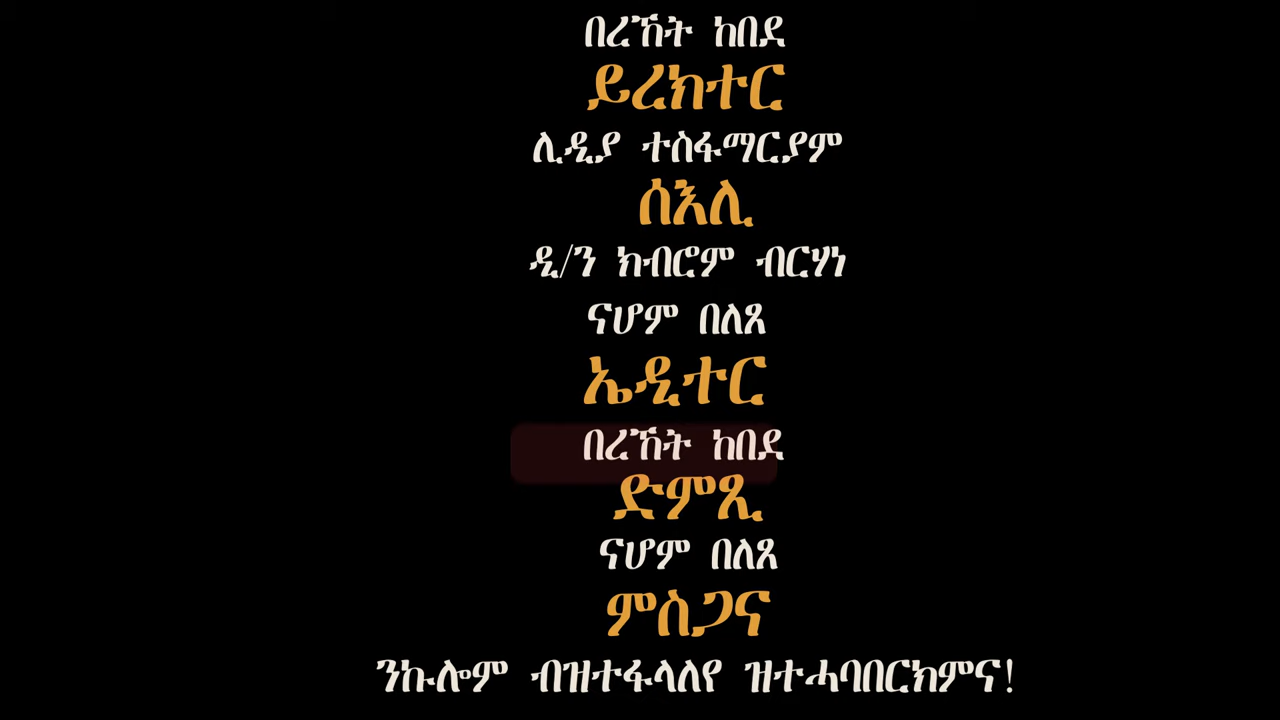 በረኸት ከበደ
ይረክተር
ሊዲያ ተስፋማርያም
ሰእሊ
ዲ/ን ክብሮም ብርሃነ
ናሆም በለጸ
ኤዲተር
በረኸት ከበደ
ድምጺ
ናሆም በለጸ
ምስጋና
ንኩሎም ብዝተፋላለየ ዝተሓባበርክምና!